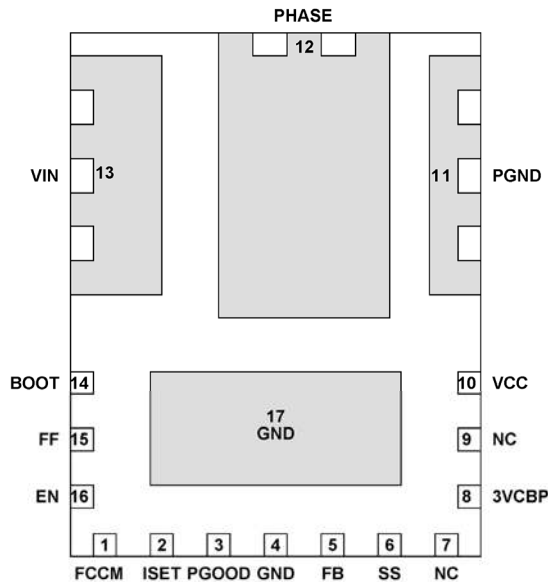 PHASE
12
VIN
13
11
PGND
BOOT
14
10
VCC
17
GND
FF
15
9
NC
EN
16
8
3VCBP
1
2
3
4
5
6
7
FCCM ISET PGOOD GND FB SS NC